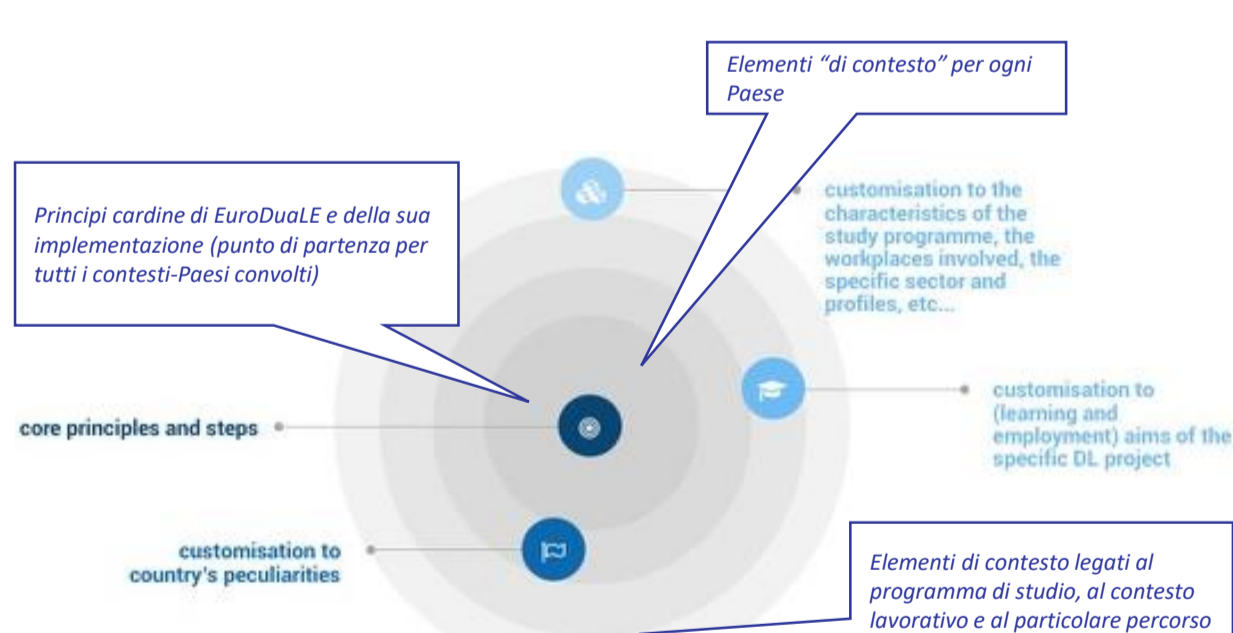 Elementi “di contesto” per ogni
Paese
Principi cardine di EuroDuaLE e della sua
implementazione (punto di partenza per
tutti i contesti-Paesi convolti)
customisation to the
characteristics of the
study programme, the
workplaces involved, the
specific sector and
profiles, etc...
core principles and steps
customisation to
(learning and
employment) aims of the
specific DL project
customisation to
country's peculiarities
Elementi di contesto legati al
programma di studio, al contesto
lavorativo e al particolare percorso